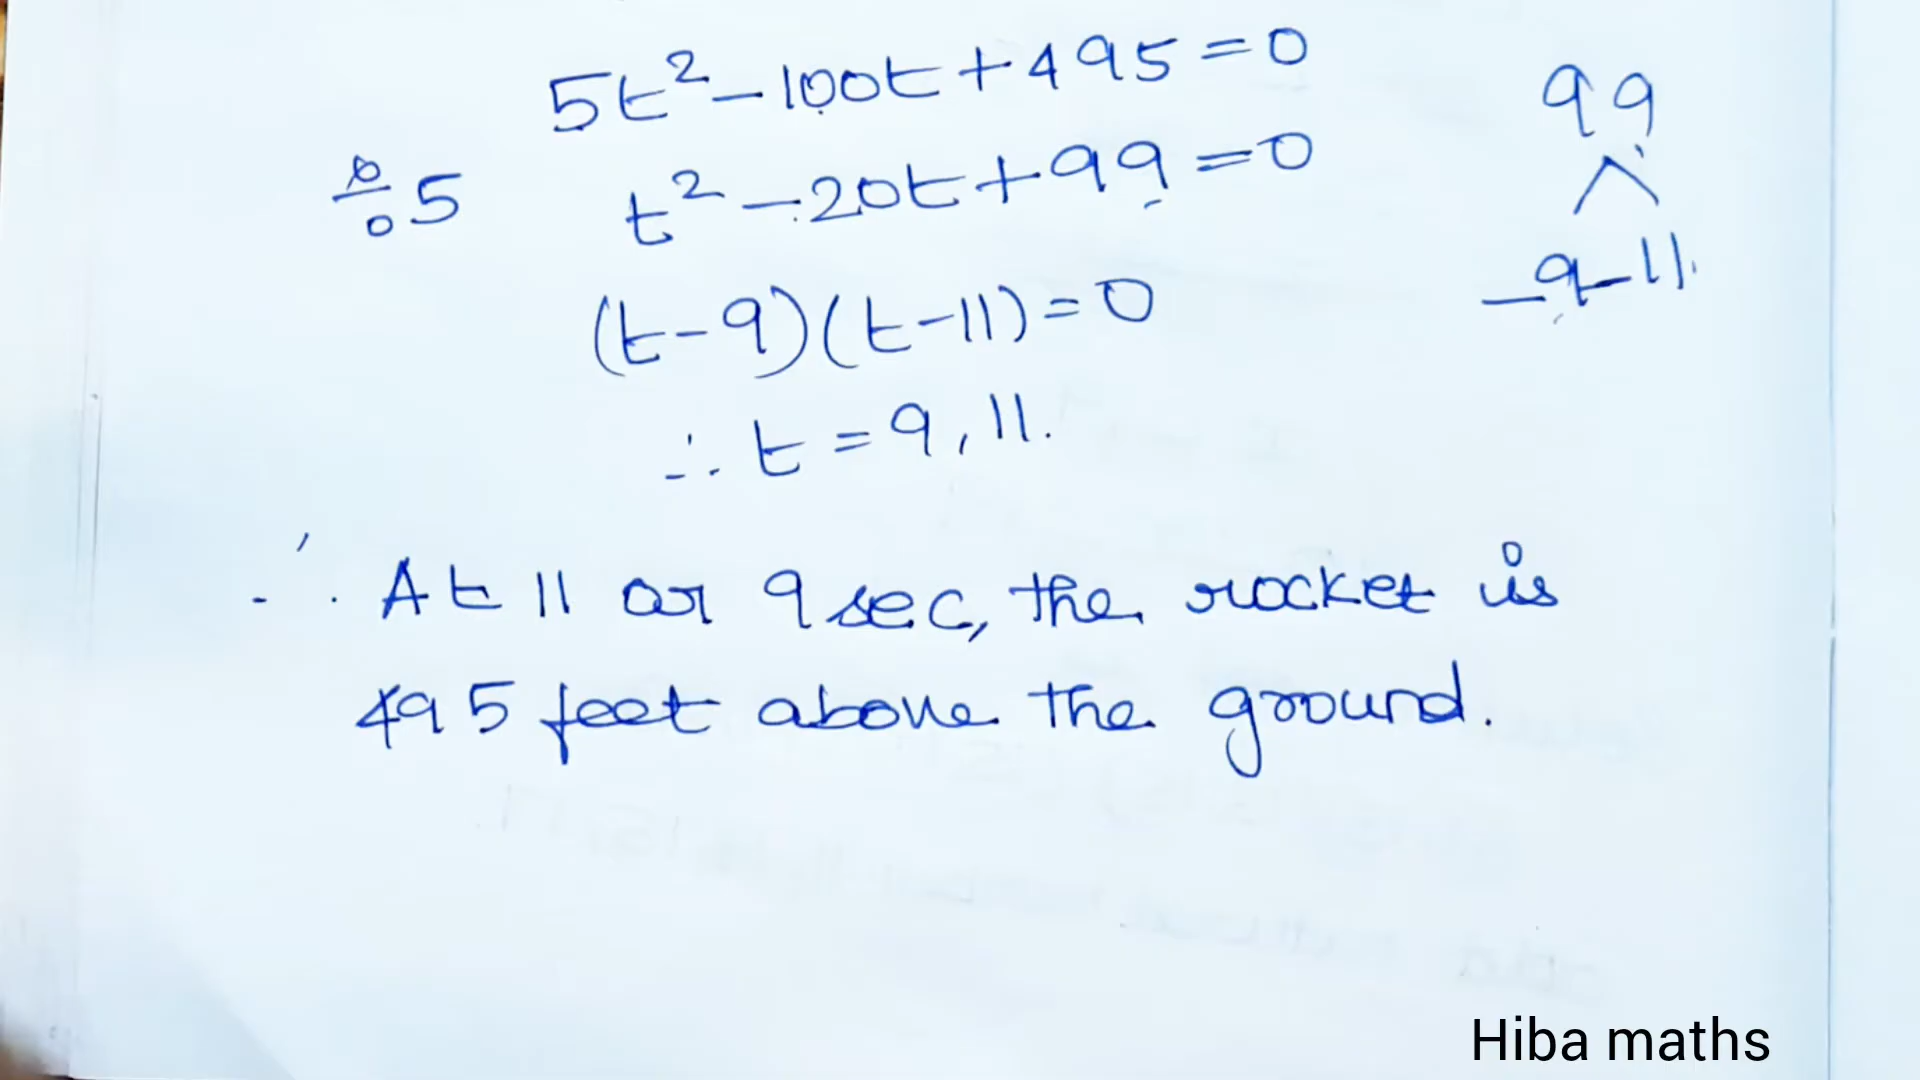 5t² - 100t + 495 = 0
÷ 5 t² - 20t + 99 = 0
99
-9 -11.
(t - 9)(t - 11) = 0
∴ t = 9, 11.
∴ At 11 or 9 sec, the rocket is
495 feet above the ground.
Hiba maths